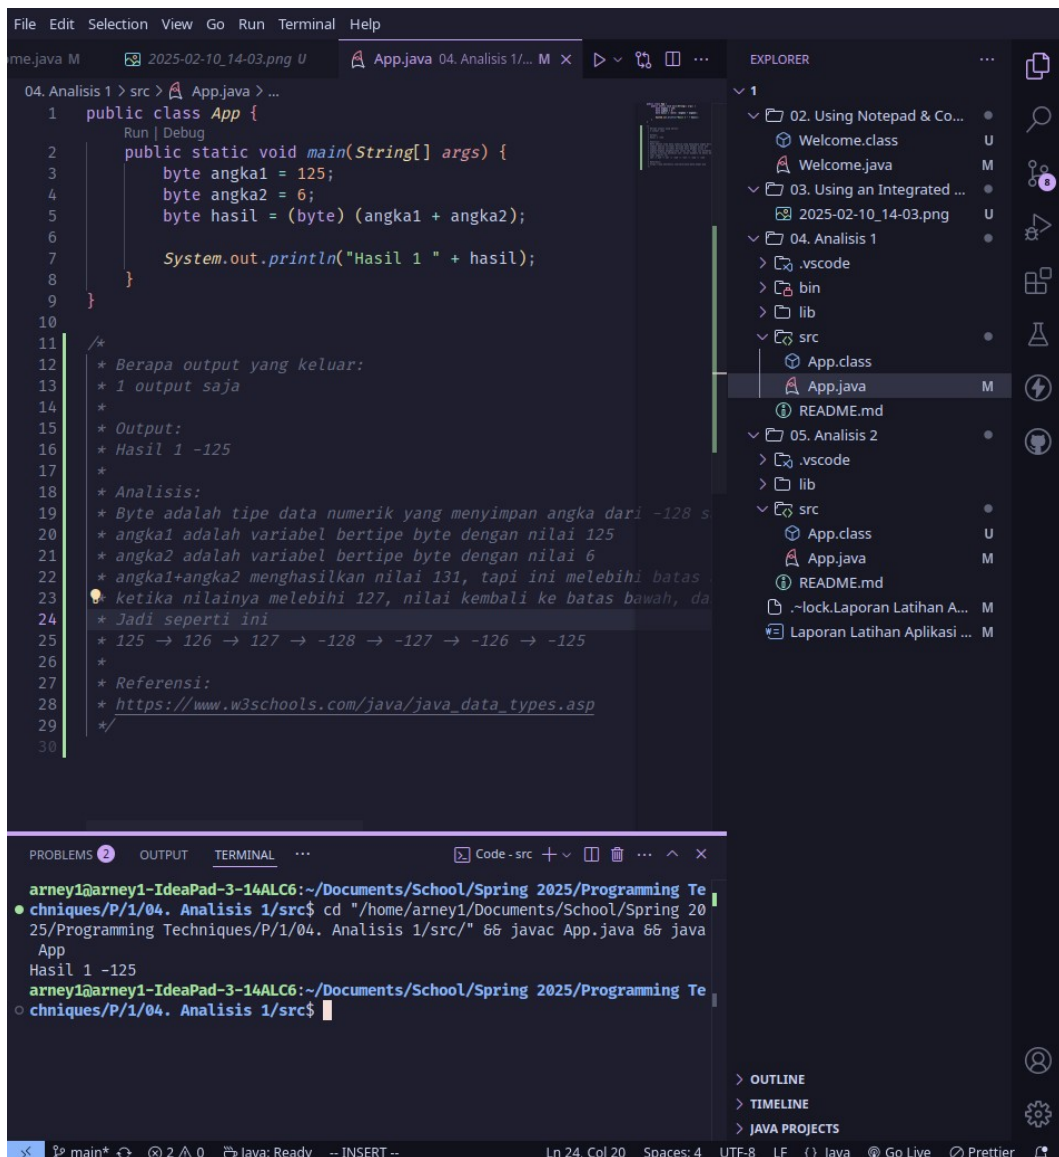 File Edit Selection View Go Run Terminal Help
me.java M 2025-02-10_14-03.png U App.java 04. Analisis 1/... M
04. Analisis 1 > src > App.java > ...
1 public class App {
Run | Debug
2 public static void main(String[] args) {
3 byte angka1 = 125;
4 byte angka2 = 6;
5 byte hasil = (byte) (angka1 + angka2);
6
7 System.out.println("Hasil 1 " + hasil);
8 }
9 }
10
11 /*
12 * Berapa output yang keluar:
13 * 1 output saja
14 *
15 * Output:
16 * Hasil 1 -125
17 *
18 * Analisis:
19 * Byte adalah tipe data numerik yang menyimpan angka dari -128 s
20 * angka1 adalah variabel bertipe byte dengan nilai 125
21 * angka2 adalah variabel bertipe byte dengan nilai 6
22 * angka1+angka2 menghasilkan nilai 131, tapi ini melebihi batas
23 * ketika nilainya melebihi 127, nilai kembali ke batas bawah, da
24 * Jadi seperti ini
25 * 125 → 126 → 127 → -128 → -127 → -126 → -125
26 *
27 * Referensi:
28 * https://www.w3schools.com/java/java_data_types.asp
29 */
30
EXPLORER ...
1
02. Using Notepad & Co...
Welcome.class U
Welcome.java M
03. Using an Integrated ...
2025-02-10_14-03.png U
04. Analisis 1
.vscode
bin
lib
src
App.class
App.java M
README.md
05. Analisis 2
.vscode
lib
src
App.class U
App.java M
README.md
.~lock.Laporan Latihan A... M
Laporan Latihan Aplikasi ... M
8
OUTLINE
TIMELINE
JAVA PROJECTS
PROBLEMS 2 OUTPUT TERMINAL ... Code - src
arney1@arney1-IdeaPad-3-14ALC6:~/Documents/School/Spring 2025/Programming Te
chniques/P/1/04. Analisis 1/src$ cd "/home/arney1/Documents/School/Spring 20
25/Programming Techniques/P/1/04. Analisis 1/src/" && javac App.java && java
App
Hasil 1 -125
arney1@arney1-IdeaPad-3-14ALC6:~/Documents/School/Spring 2025/Programming Te
chniques/P/1/04. Analisis 1/src$
main* 2 0 Java: Ready -- INSERT -- Ln 24, Col 20 Spaces: 4 UTF-8 LF {} Java Go Live Prettier